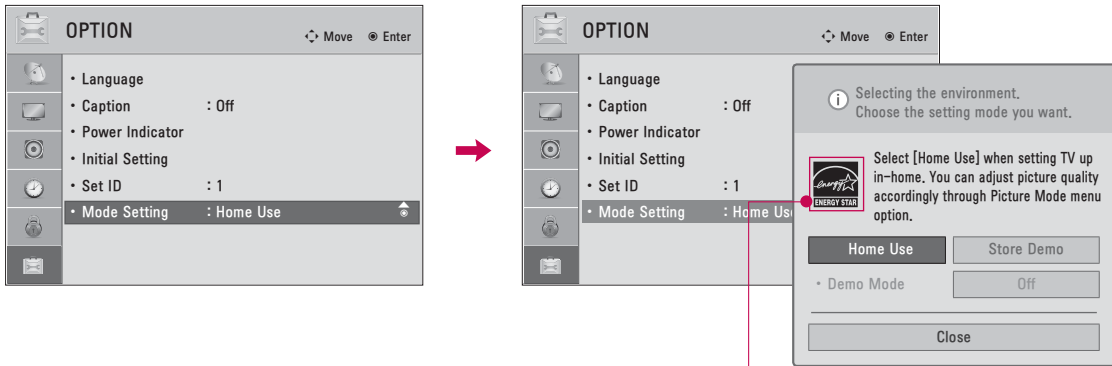 OPTION
Move Enter
• Language
• Caption : Off
• Power Indicator
• Initial Setting
• Set ID : 1
• Mode Setting : Home Use
OPTION
Move Enter
• Language
• Caption : Off
• Power Indicator
• Initial Setting
• Set ID : 1
• Mode Setting : Home Use
i
Selecting the environment.
Choose the setting mode you want.
energy
ENERGY STAR
Select [Home Use] when setting TV up
in-home. You can adjust picture quality
accordingly through Picture Mode menu
option.
Home Use Store Demo
• Demo Mode Off
Close